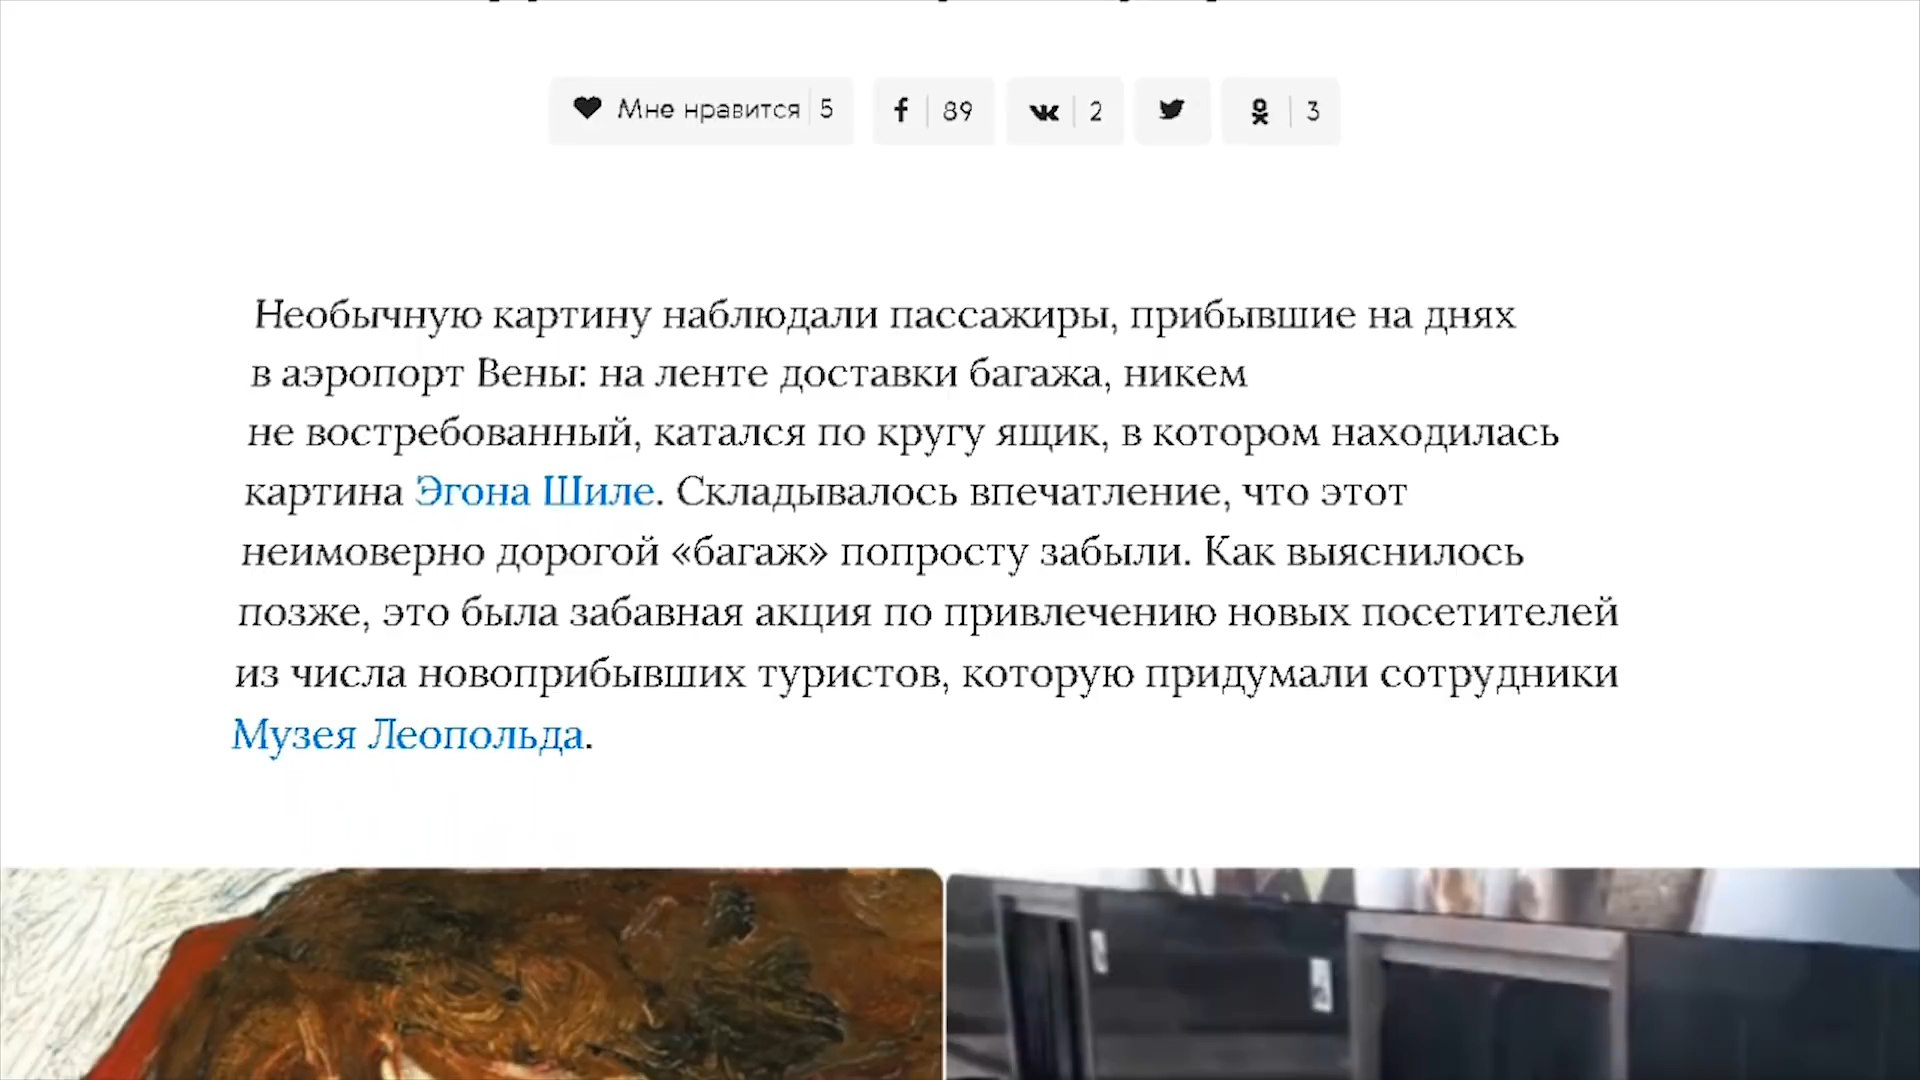 Мне нравится 5 89 2 3
Необычную картину наблюдали пассажиры, прибывшие на днях
в аэропорт Вены: на ленте доставки багажа, никем
не востребованный, катался по кругу ящик, в котором находилась
картина Эгона Шиле. Складывалось впечатление, что этот
неимоверно дорогой «багаж» попросту забыли. Как выяснилось
позже, это была забавная акция по привлечению новых посетителей
из числа новоприбывших туристов, которую придумали сотрудники
Музея Леопольда.